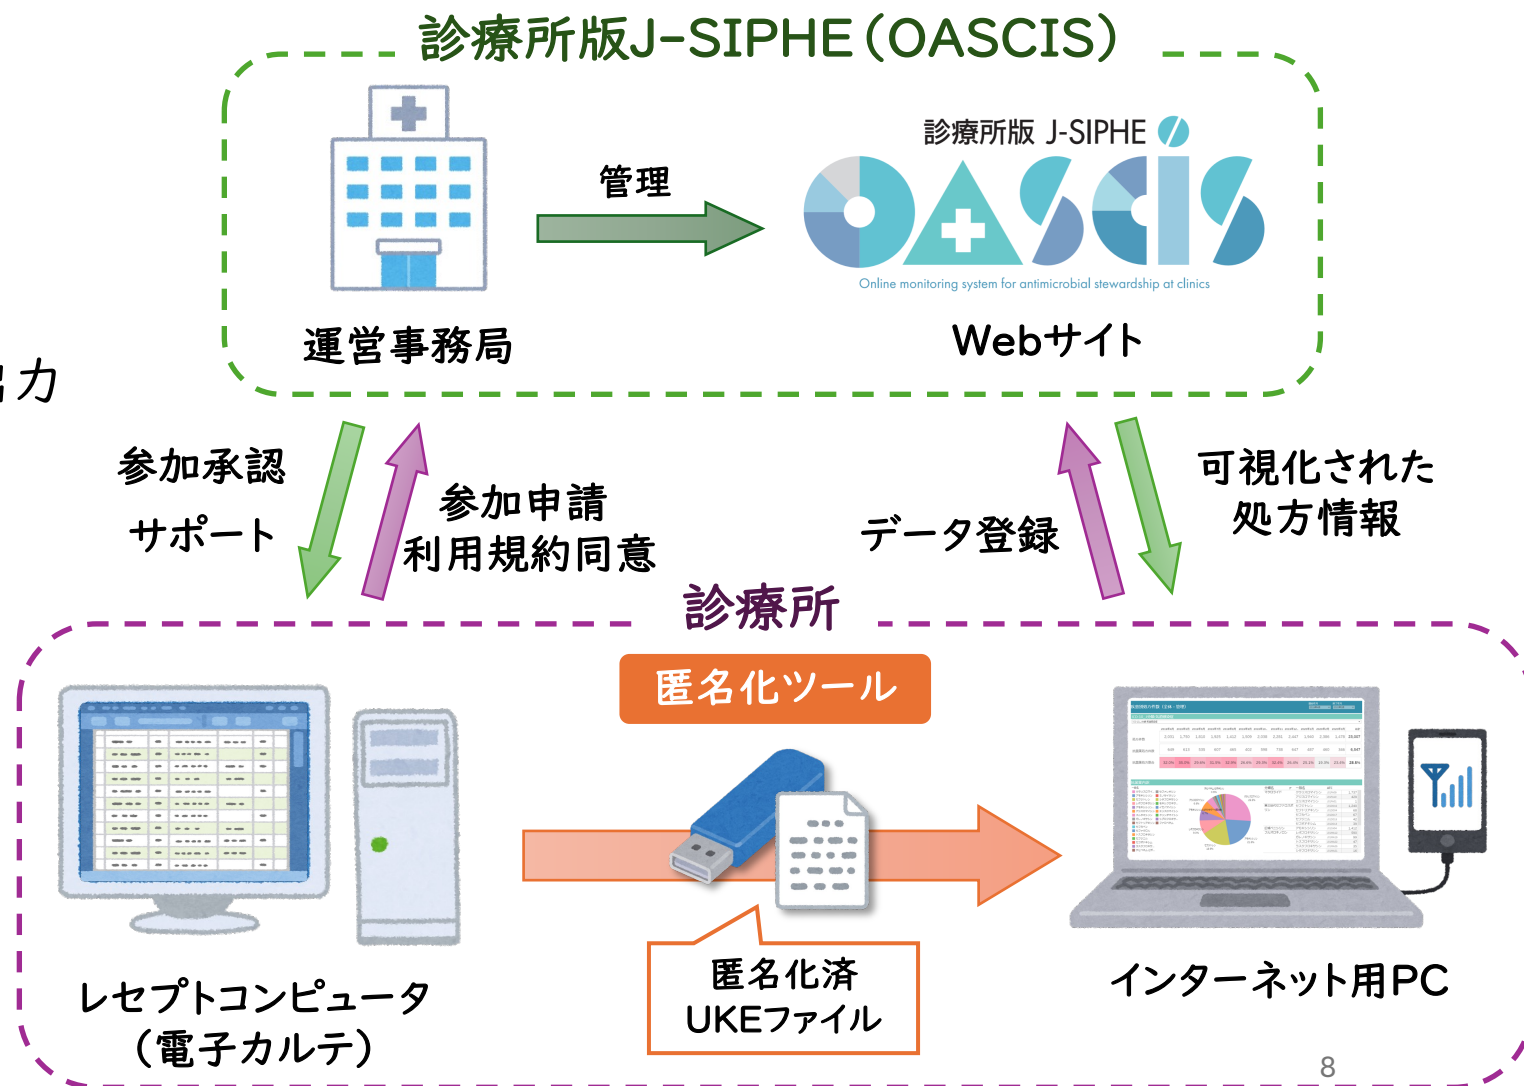 診療所版J-SIPHE（OASCIS）
管理
診療所版 J-SIPHE
OASCIS
Online monitoring system for antimicrobial stewardship at clinics
運営事務局
Webサイト
出力
参加承認
サポート
参加申請
利用規約同意
データ登録
可視化された
処方情報
診療所
匿名化ツール
匿名化済
UKEファイル
レセプトコンピュータ
（電子カルテ）
インターネット用PC
8